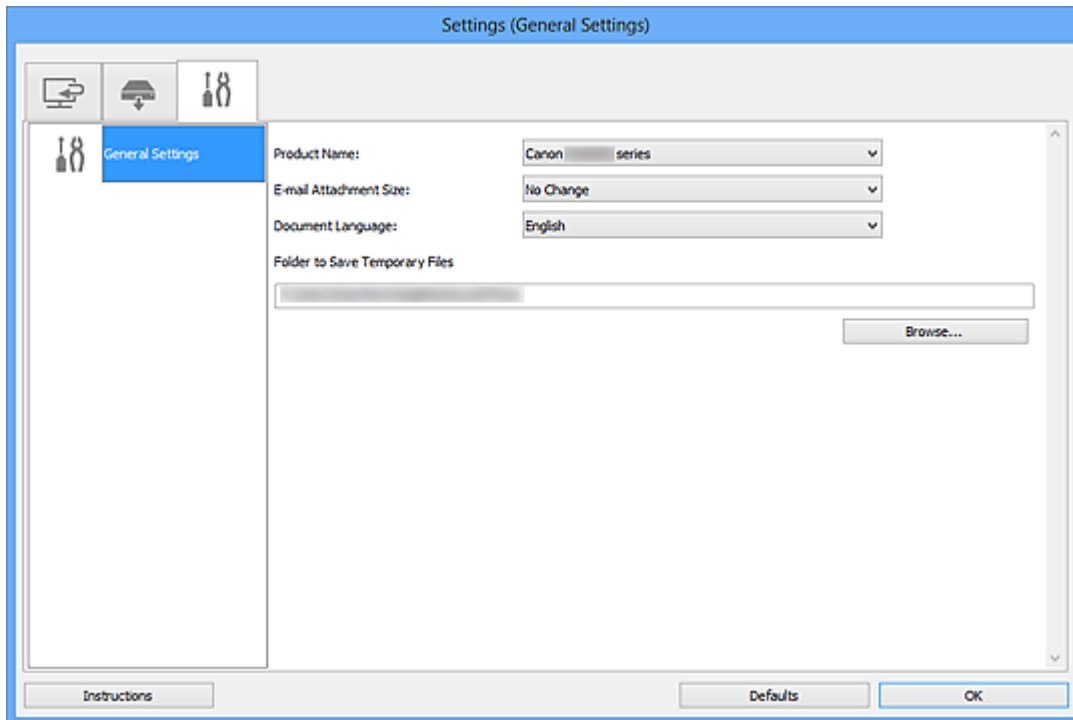 Settings (General Settings)
General Settings
Product Name: Canon series
E-mail Attachment Size: No Change
Document Language: English
Folder to Save Temporary Files
Browse...
Instructions Defaults OK